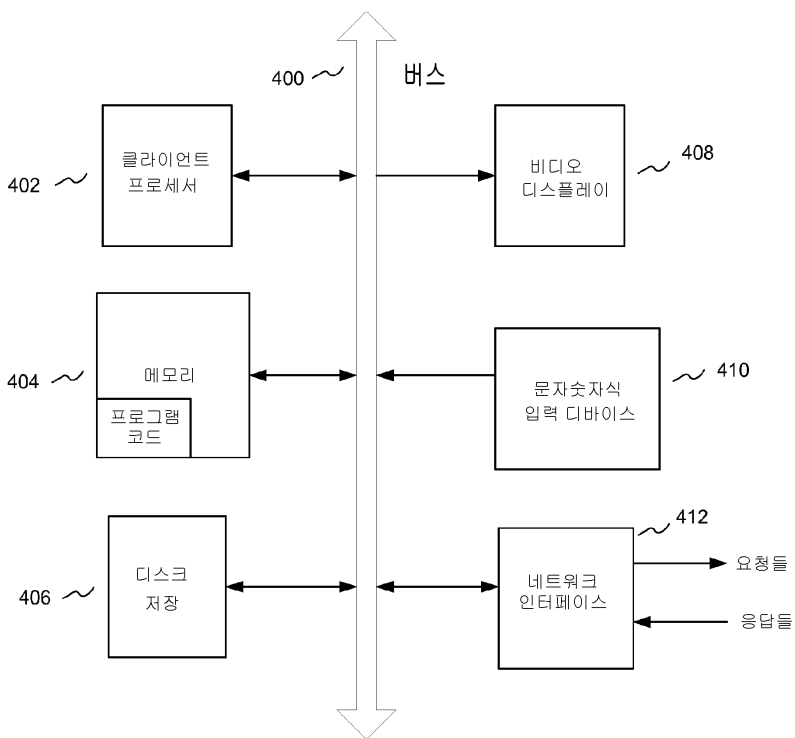 400
버스
402
클라이언트
프로세서
비디오
디스플레이
408
404
메모리
프로그램
코드
문자숫자식
입력 디바이스
410
406
디스크
저장
네트워크
인터페이스
412
요청들
응답들